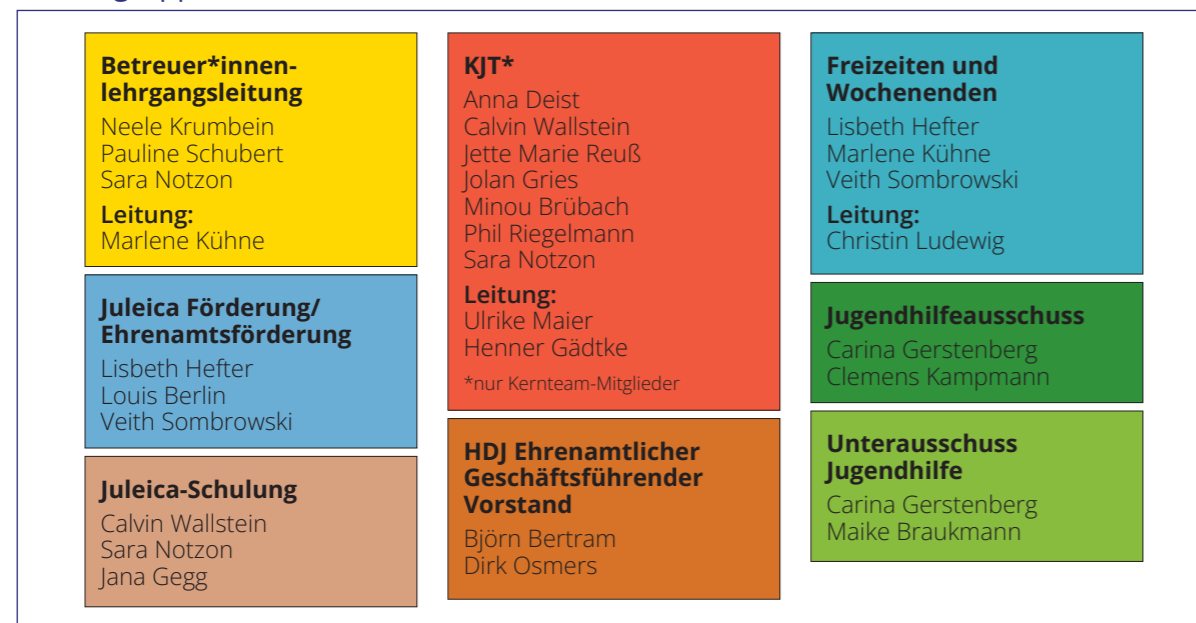 Betreuer*innen-
lehrgangsleitung
Neele Krumbein
Pauline Schubert
Sara Notzon
Leitung:
Marlene Kühne
Juleica Förderung/
Ehrenamtsförderung
Lisbeth Hefter
Louis Berlin
Veith Sombrowski
Juleica-Schulung
Calvin Wallstein
Sara Notzon
Jana Gegg
KJT*
Anna Deist
Calvin Wallstein
Jette Marie Reuß
Jolan Gries
Minou Brübach
Phil Riegelmann
Sara Notzon
Leitung:
Ulrike Maier
Henner Gädtke
*nur Kernteam-Mitglieder
HDJ Ehrenamtlicher
Geschäftsführender
Vorstand
Björn Bertram
Dirk Osmers
Freizeiten und
Wochenenden
Lisbeth Hefter
Marlene Kühne
Veith Sombrowski
Leitung:
Christin Ludewig
Jugendhilfeausschuss
Carina Gerstenberg
Clemens Kampmann
Unterausschuss
Jugendhilfe
Carina Gerstenberg
Maike Braukmann